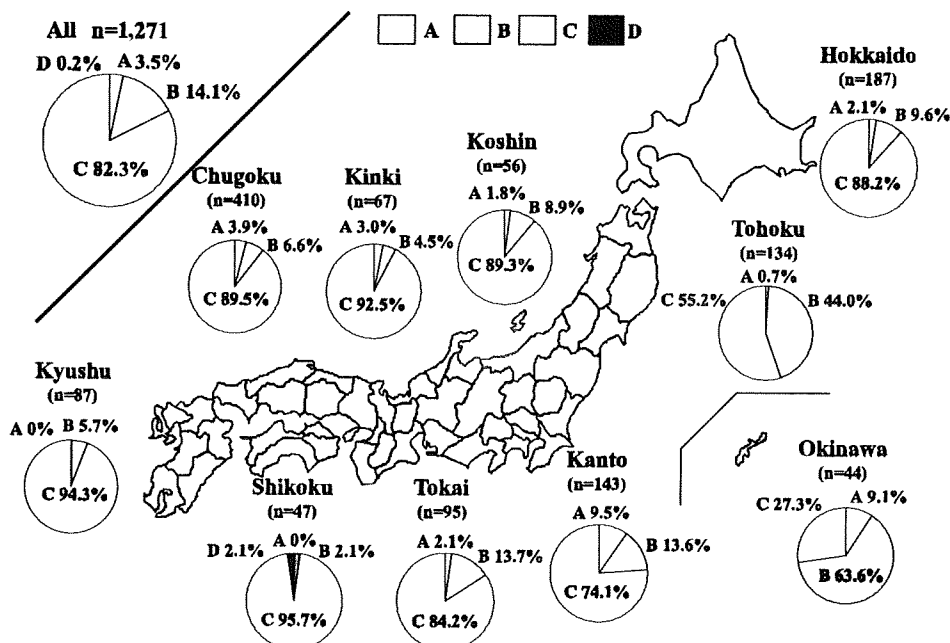 All n=1,271
D 0.2% A 3.5%
B 14.1%
C 82.3%
A B C D
Hokkaido
(n=187)
A 2.1% B 9.6%
C 88.2%
Koshin
(n=56)
A 1.8%
B 8.9%
C 89.3%
Chugoku
(n=410)
A 3.9%
B 6.6%
C 89.5%
Kinki
(n=67)
A 3.0%
B 4.5%
C 92.5%
Tohoku
(n=134)
A 0.7%
C 55.2% B 44.0%
Kyushu
(n=87)
A 0% B 5.7%
C 94.3%
Shikoku
(n=47)
A 0%
D 2.1% B 2.1%
C 95.7%
Tokai
(n=95)
A 2.1%
B 13.7%
C 84.2%
Kanto
(n=143)
A 9.5%
B 13.6%
C 74.1%
Okinawa
(n=44)
C 27.3% A 9.1%
B 63.6%